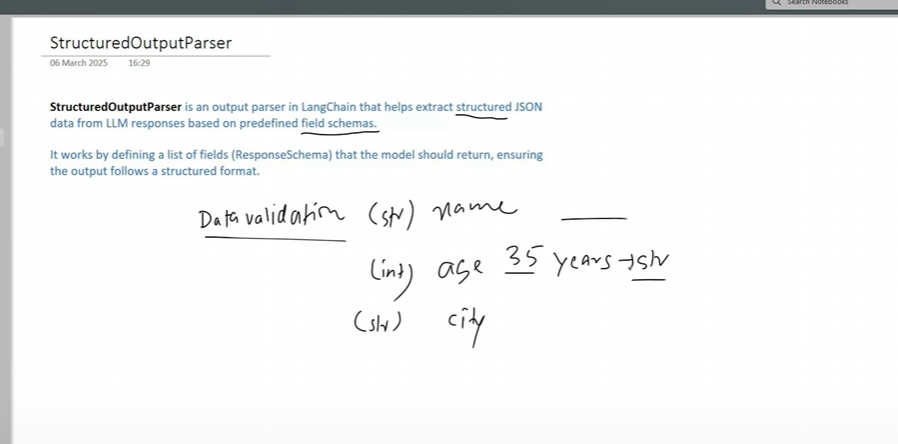 Search Notebooks
StructuredOutputParser
06 March 2025 16:29
StructuredOutputParser is an output parser in LangChain that helps extract structured JSON
data from LLM responses based on predefined field schemas.
It works by defining a list of fields (ResponseSchema) that the model should return, ensuring
the output follows a structured format.
Data validation (str) name
(int) age 35 years → str
(str) city